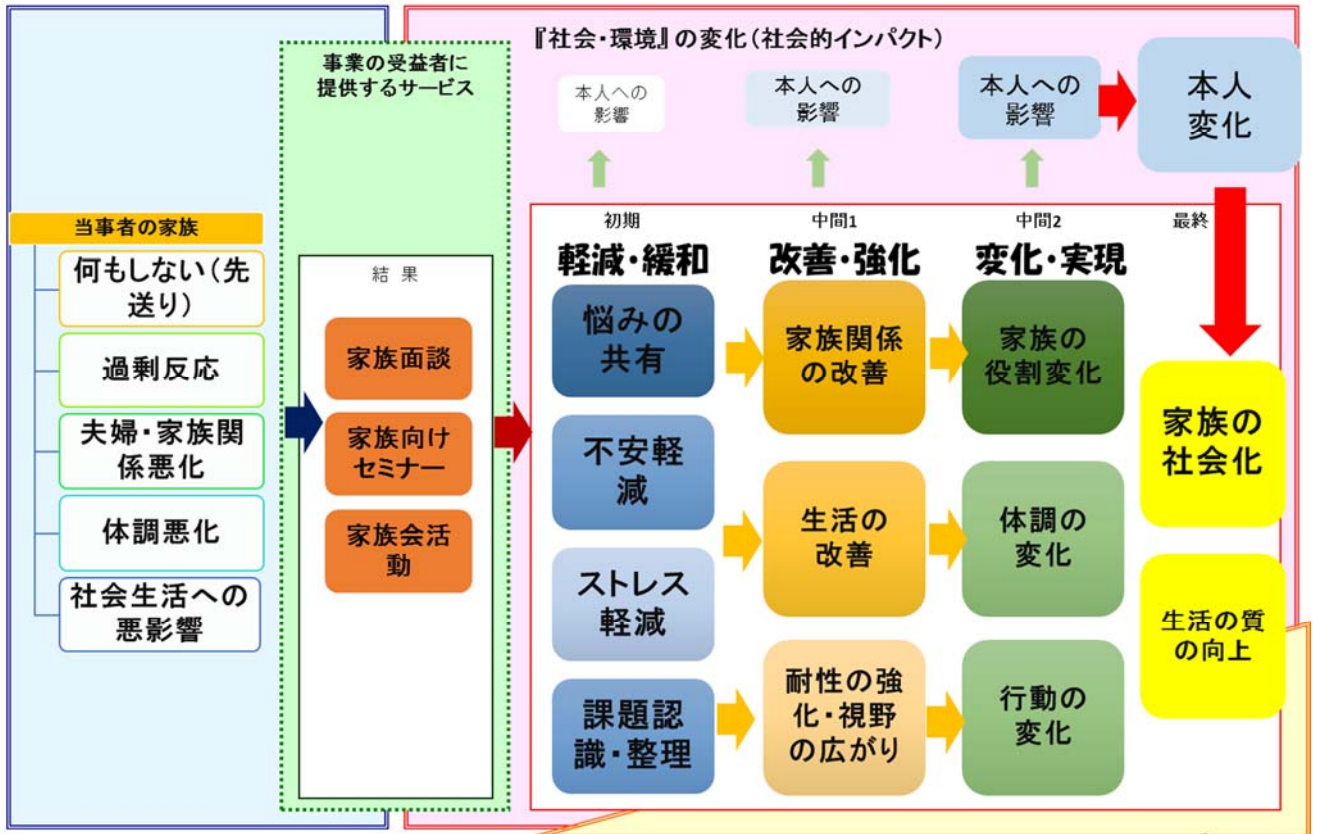 『社会・環境』の変化（社会的インパクト）
事業の受益者に
提供するサービス
本人への
影響
本人への
影響
本人への
影響
本人
変化
当事者の家族
何もしない（先
送り）
過剰反応
夫婦・家族関
係悪化
体調悪化
社会生活への
悪影響
結 果
家族面談
家族向け
セミナー
家族会活
動
初期
中間1
中間2
最終
軽減・緩和
改善・強化
変化・実現
悩みの
共有
不安軽
減
ストレス
軽減
課題認
識・整理
家族関係
の改善
生活の
改善
耐性の強
化・視野
の広がり
家族の
役割変化
体調の
変化
行動の
変化
家族の
社会化
生活の質
の向上